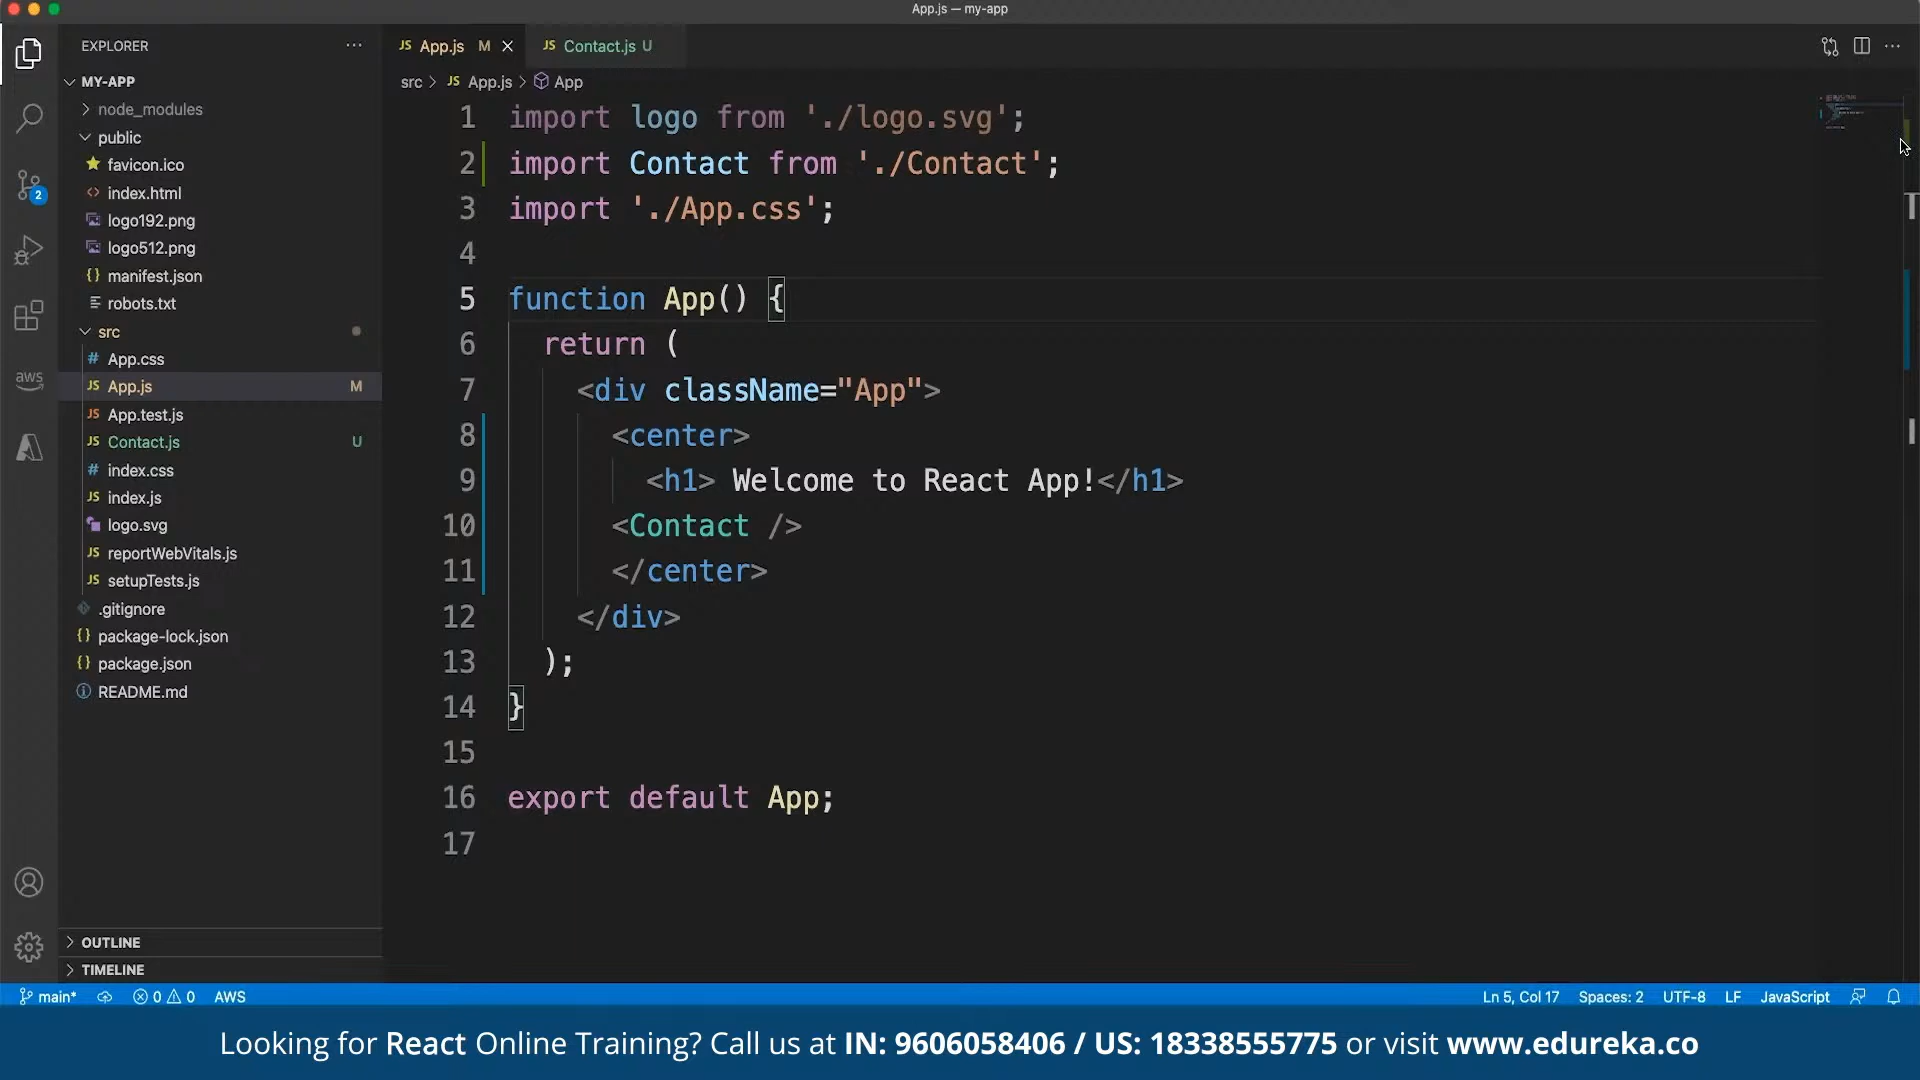 App.js — my-app
EXPLORER
MY-APP
node_modules
public
favicon.ico
index.html
logo192.png
logo512.png
manifest.json
robots.txt
src
App.css
App.js M
App.test.js
Contact.js U
index.css
index.js
logo.svg
reportWebVitals.js
setupTests.js
.gitignore
package-lock.json
package.json
README.md
OUTLINE
TIMELINE
2
aws
JS App.js M
JS Contact.js U
src > JS App.js > App
1 import logo from './logo.svg';
2 import Contact from './Contact';
3 import './App.css';
4
5 function App() {
6 return (
7 <div className="App">
8 <center>
9 <h1> Welcome to React App!</h1>
10 <Contact />
11 </center>
12 </div>
13 );
14 }
15
16 export default App;
17
main* 0 0 AWS
Ln 5, Col 17 Spaces: 2 UTF-8 LF JavaScript
Looking for React Online Training? Call us at IN: 9606058406 / US: 18338555775 or visit www.edureka.co